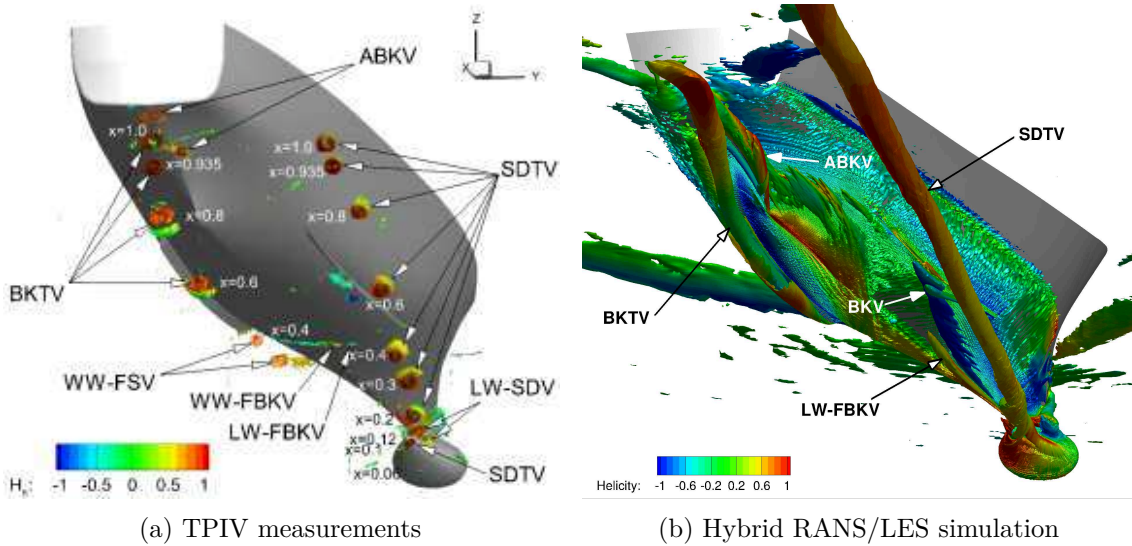 Z
X
Y
ABKV
x=1.0
x=1.0
x=0.935
x=0.935
SDTV
x=0.8
x=0.8
BKTV
x=0.6
x=0.6
x=0.4
x=0.4
WW-FSV
x=0.3
LW-SDV
WW-FBKV
x=0.2
LW-FBKV
x=0.12
x=0.1
x=0.06
SDTV
Hn: -1 -0.5 0 0.5 1
(a) TPIV measurements
SDTV
ABKV
BKV
BKTV
LW-FBKV
Helicity: -1 -0.6 -0.2 0.2 0.6 1
(b) Hybrid RANS/LES simulation